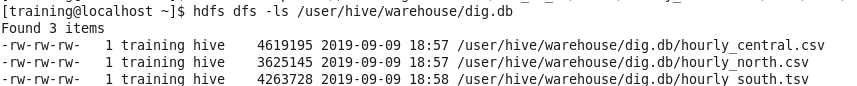 [training@localhost ~]$ hdfs dfs -ls /user/hive/warehouse/dig.db
Found 3 items
-rw-rw-rw-   1 training hive    4619195 2019-09-09 18:57 /user/hive/warehouse/dig.db/hourly_central.csv
-rw-rw-rw-   1 training hive    3625145 2019-09-09 18:57 /user/hive/warehouse/dig.db/hourly_north.csv
-rw-rw-rw-   1 training hive    4263728 2019-09-09 18:58 /user/hive/warehouse/dig.db/hourly_south.tsv